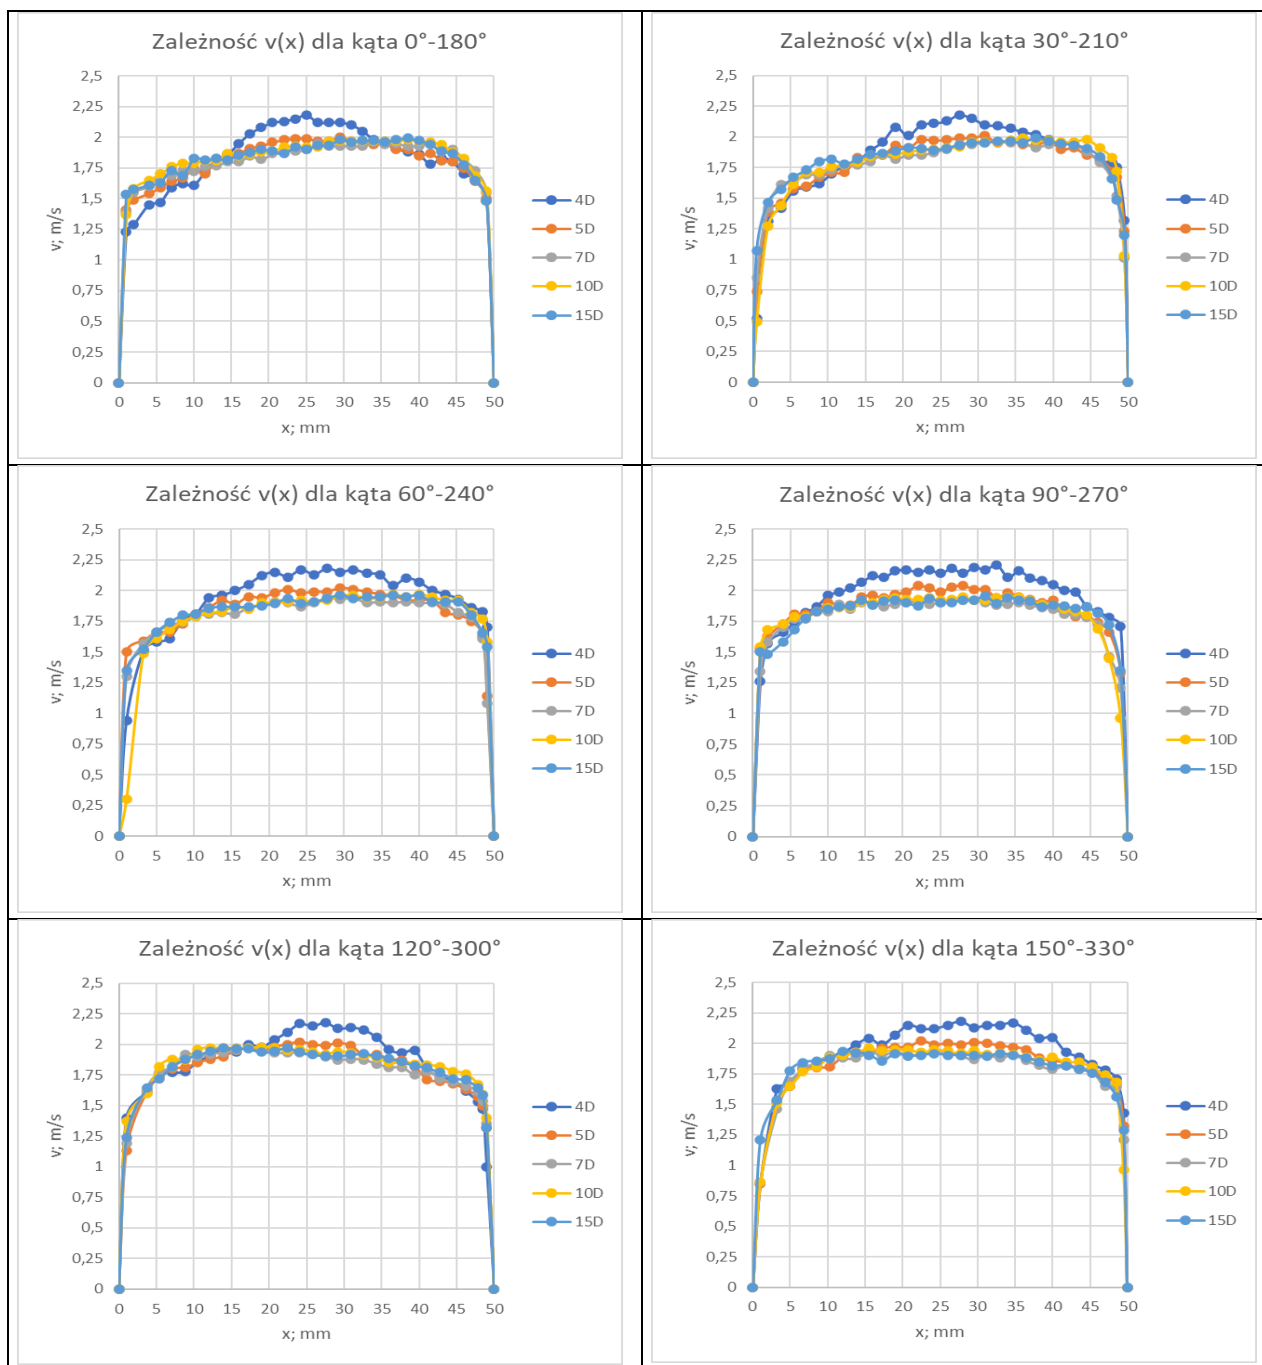 Zależność v(x) dla kąta 0°-180°
2,5
2,25
2
1,75
1,5
1,25
1
0,75
0,5
0,25
0
v; m/s
0 5 10 15 20 25 30 35 40 45 50
x; mm
4D
5D
7D
10D
15D
Zależność v(x) dla kąta 30°-210°
2,5
2,25
2
1,75
1,5
1,25
1
0,75
0,5
0,25
0
v; m/s
0 5 10 15 20 25 30 35 40 45 50
x; mm
4D
5D
7D
10D
15D
Zależność v(x) dla kąta 60°-240°
2,5
2,25
2
1,75
1,5
1,25
1
0,75
0,5
0,25
0
v; m/s
0 5 10 15 20 25 30 35 40 45 50
x; mm
4D
5D
7D
10D
15D
Zależność v(x) dla kąta 90°-270°
2,5
2,25
2
1,75
1,5
1,25
1
0,75
0,5
0,25
0
v; m/s
0 5 10 15 20 25 30 35 40 45 50
x; mm
4D
5D
7D
10D
15D
Zależność v(x) dla kąta 120°-300°
2,5
2,25
2
1,75
1,5
1,25
1
0,75
0,5
0,25
0
v; m/s
0 5 10 15 20 25 30 35 40 45 50
x; mm
4D
5D
7D
10D
15D
Zależność v(x) dla kąta 150°-330°
2,5
2,25
2
1,75
1,5
1,25
1
0,75
0,5
0,25
0
v; m/s
0 5 10 15 20 25 30 35 40 45 50
x; mm
4D
5D
7D
10D
15D